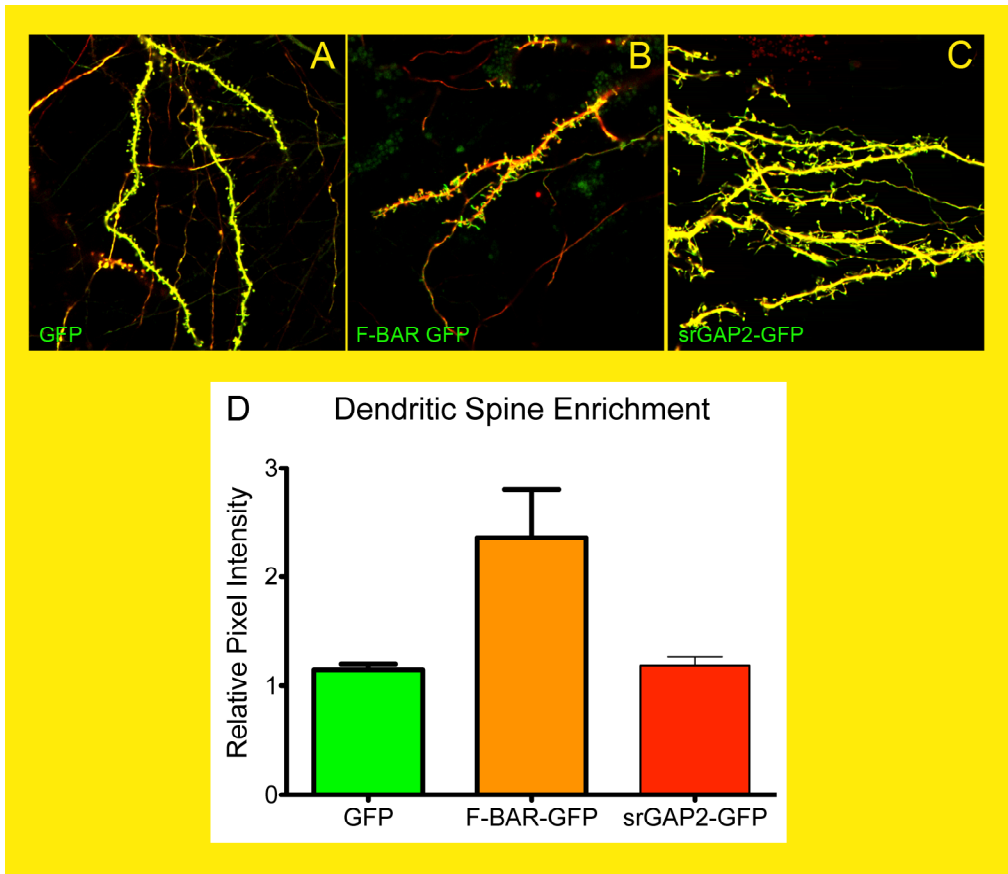 A
B
C
GFP
F-BAR GFP
srGAP2-GFP
D
Dendritic Spine Enrichment
Relative Pixel Intensity
3
2
1
0
GFP
F-BAR-GFP
srGAP2-GFP